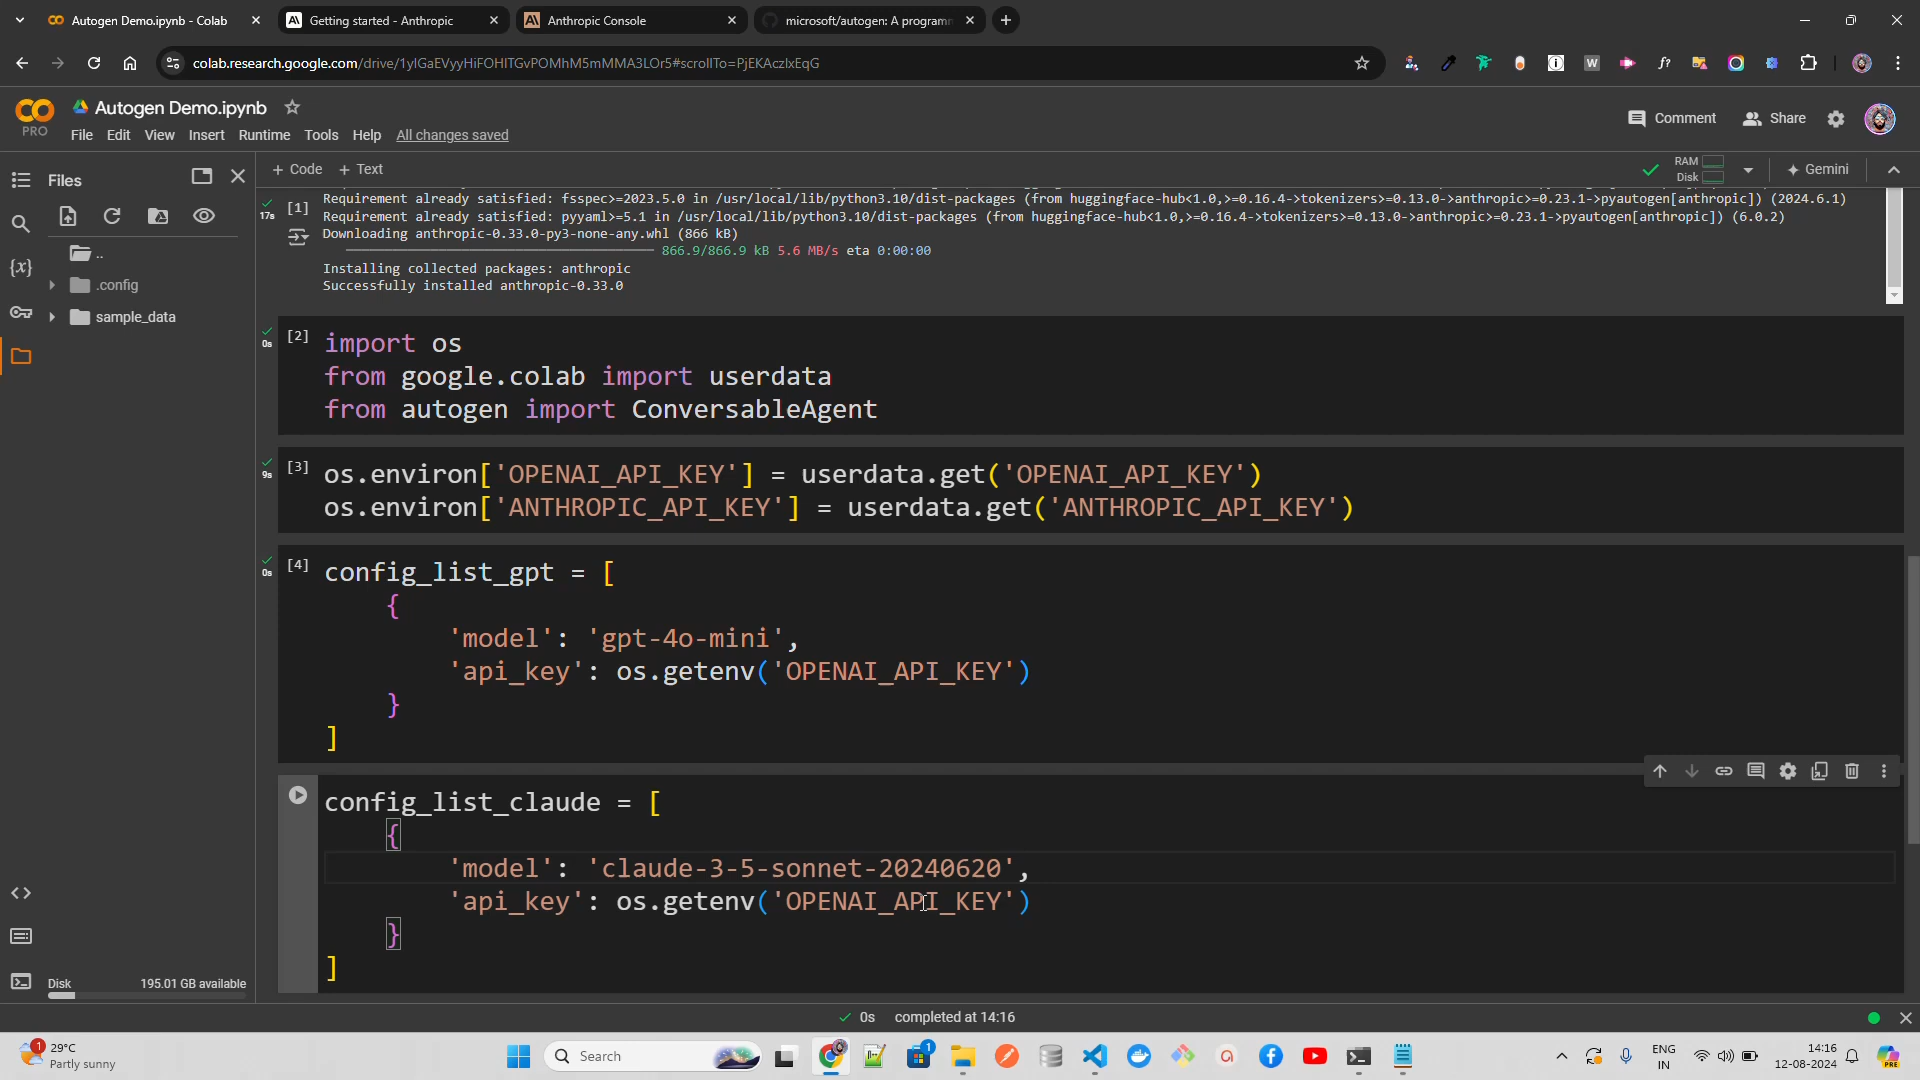 Autogen Demo.ipynb - Colab
Getting started - Anthropic
Anthropic Console
microsoft/autogen: A programm
colab.research.google.com/drive/1ylGaEVyyHiFOHITGvPOMhM5mMMA3LOr5#scrollTo=PjEKAczlxEqG
PRO
Autogen Demo.ipynb
File Edit View Insert Runtime Tools Help All changes saved
Comment
Share
Files
+ Code + Text
RAM
Disk
Gemini
..
.config
sample_data
Disk 195.01 GB available
17s
[1]
Requirement already satisfied: fsspec>=2023.5.0 in /usr/local/lib/python3.10/dist-packages (from huggingface-hub<1.0,>=0.16.4->tokenizers>=0.13.0->anthropic>=0.23.1->pyautogen[anthropic]) (2024.6.1)
Requirement already satisfied: pyyaml>=5.1 in /usr/local/lib/python3.10/dist-packages (from huggingface-hub<1.0,>=0.16.4->tokenizers>=0.13.0->anthropic>=0.23.1->pyautogen[anthropic]) (6.0.2)
Downloading anthropic-0.33.0-py3-none-any.whl (866 kB)
866.9/866.9 kB 5.6 MB/s eta 0:00:00
Installing collected packages: anthropic
Successfully installed anthropic-0.33.0
0s
[2]
import os
from google.colab import userdata
from autogen import ConversableAgent
9s
[3]
os.environ['OPENAI_API_KEY'] = userdata.get('OPENAI_API_KEY')
os.environ['ANTHROPIC_API_KEY'] = userdata.get('ANTHROPIC_API_KEY')
0s
[4]
config_list_gpt = [
{
'model': 'gpt-4o-mini',
'api_key': os.getenv('OPENAI_API_KEY')
}
]
config_list_claude = [
{
'model': 'claude-3-5-sonnet-20240620',
'api_key': os.getenv('OPENAI_API_KEY')
}
]
0s completed at 14:16
1
29°C
Partly sunny
Search
1
ENG
IN
14:16
12-08-2024
PRE